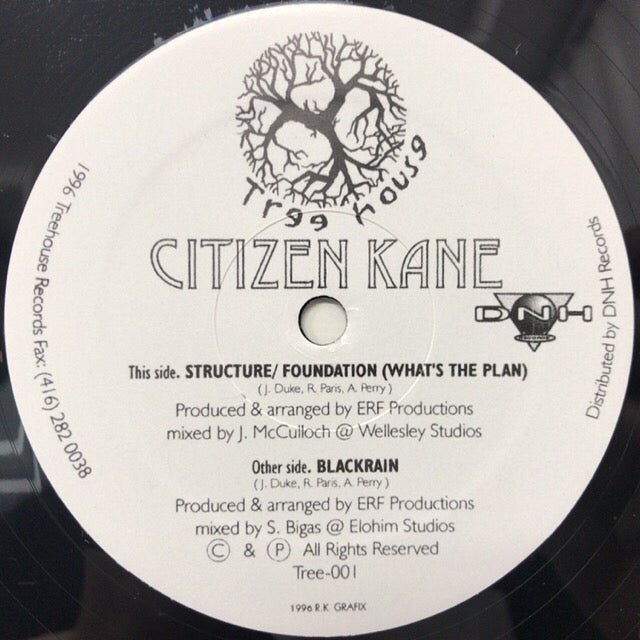 Tree House
CITIZEN KANE
DNH
This side. STRUCTURE/ FOUNDATION (WHAT'S THE PLAN)
( J. Duke, R. Paris, A. Perry )
Produced & arranged by ERF Productions
mixed by J. McCulloch @ Wellesley Studios
Other side. BLACKRAIN
( J. Duke, R. Paris, A. Perry )
Produced & arranged by ERF Productions
mixed by S. Bigas @ Elohim Studios
© & ℗ All Rights Reserved
Tree-001
1996 R.K. GRAFIX
1996 Treehouse Records Fax: (416) 282 0038
Distributed by DNH Records